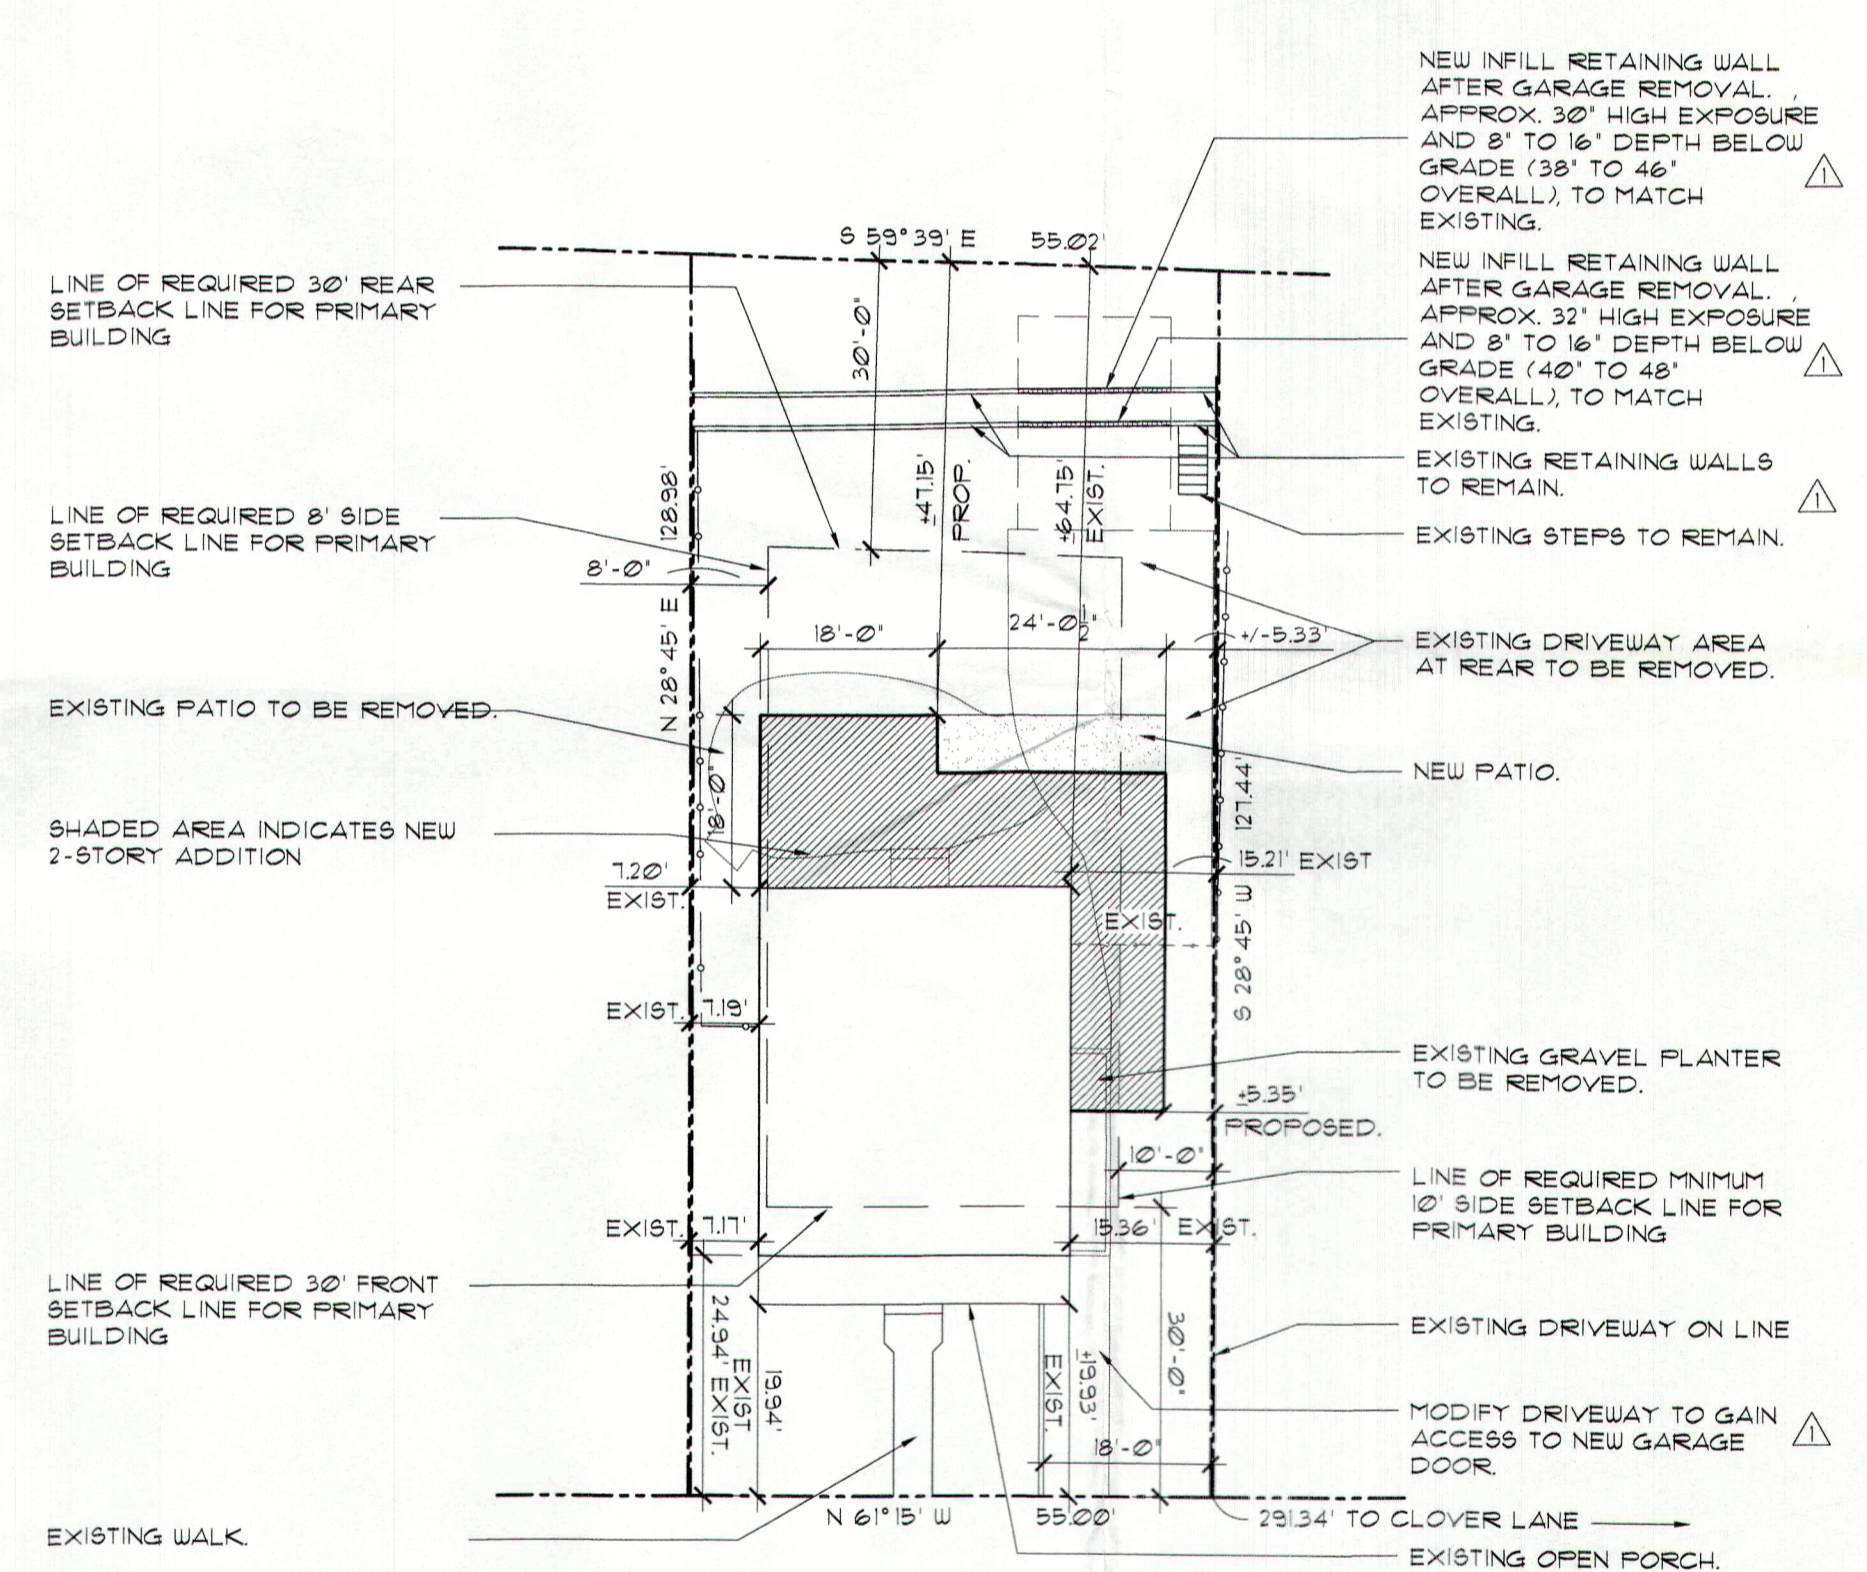 NEW INFILL RETAINING WALL
AFTER GARAGE REMOVAL.
APPROX. 30" HIGH EXPOSURE
AND 8" TO 16" DEPTH BELOW
GRADE (38" TO 46"
OVERALL), TO MATCH
EXISTING.
1
NEW INFILL RETAINING WALL
AFTER GARAGE REMOVAL.
APPROX. 32" HIGH EXPOSURE
AND 8" TO 16" DEPTH BELOW
GRADE (40" TO 48"
OVERALL), TO MATCH
EXISTING.
1
EXISTING RETAINING WALLS
TO REMAIN.
1
EXISTING STEPS TO REMAIN.
EXISTING DRIVEWAY AREA
AT REAR TO BE REMOVED.
NEW PATIO.
EXISTING GRAVEL PLANTER
TO BE REMOVED.
LINE OF REQUIRED MNIMUM
10' SIDE SETBACK LINE FOR
PRIMARY BUILDING
EXISTING DRIVEWAY ON LINE
MODIFY DRIVEWAY TO GAIN
ACCESS TO NEW GARAGE
DOOR.
1
291.34' TO CLOVER LANE
EXISTING OPEN PORCH.
LINE OF REQUIRED 30' REAR
SETBACK LINE FOR PRIMARY
BUILDING
LINE OF REQUIRED 8' SIDE
SETBACK LINE FOR PRIMARY
BUILDING
EXISTING PATIO TO BE REMOVED.
SHADED AREA INDICATES NEW
2-STORY ADDITION
LINE OF REQUIRED 30' FRONT
SETBACK LINE FOR PRIMARY
BUILDING
EXISTING WALK.
S 59°39' E 55.02'
30'-0"
±47.15'
PROP.
±64.75'
EXIST.
N 28°45' E 128.98'
8'-0"
18'-0"
24'-0 1/2"
+/-5.33'
18'-0"
7.20'
EXIST.
15.21' EXIST
EXIST.
S 28°45' W 127.44'
EXIST. 7.19'
±5.35'
PROPOSED.
10'-0"
EXIST. 7.17'
15.36' EXIST.
24.94' EXIST.
EXIST
19.94'
EXIST.
±19.93'
30'-0"
18'-0"
N 61°15' W 55.00'